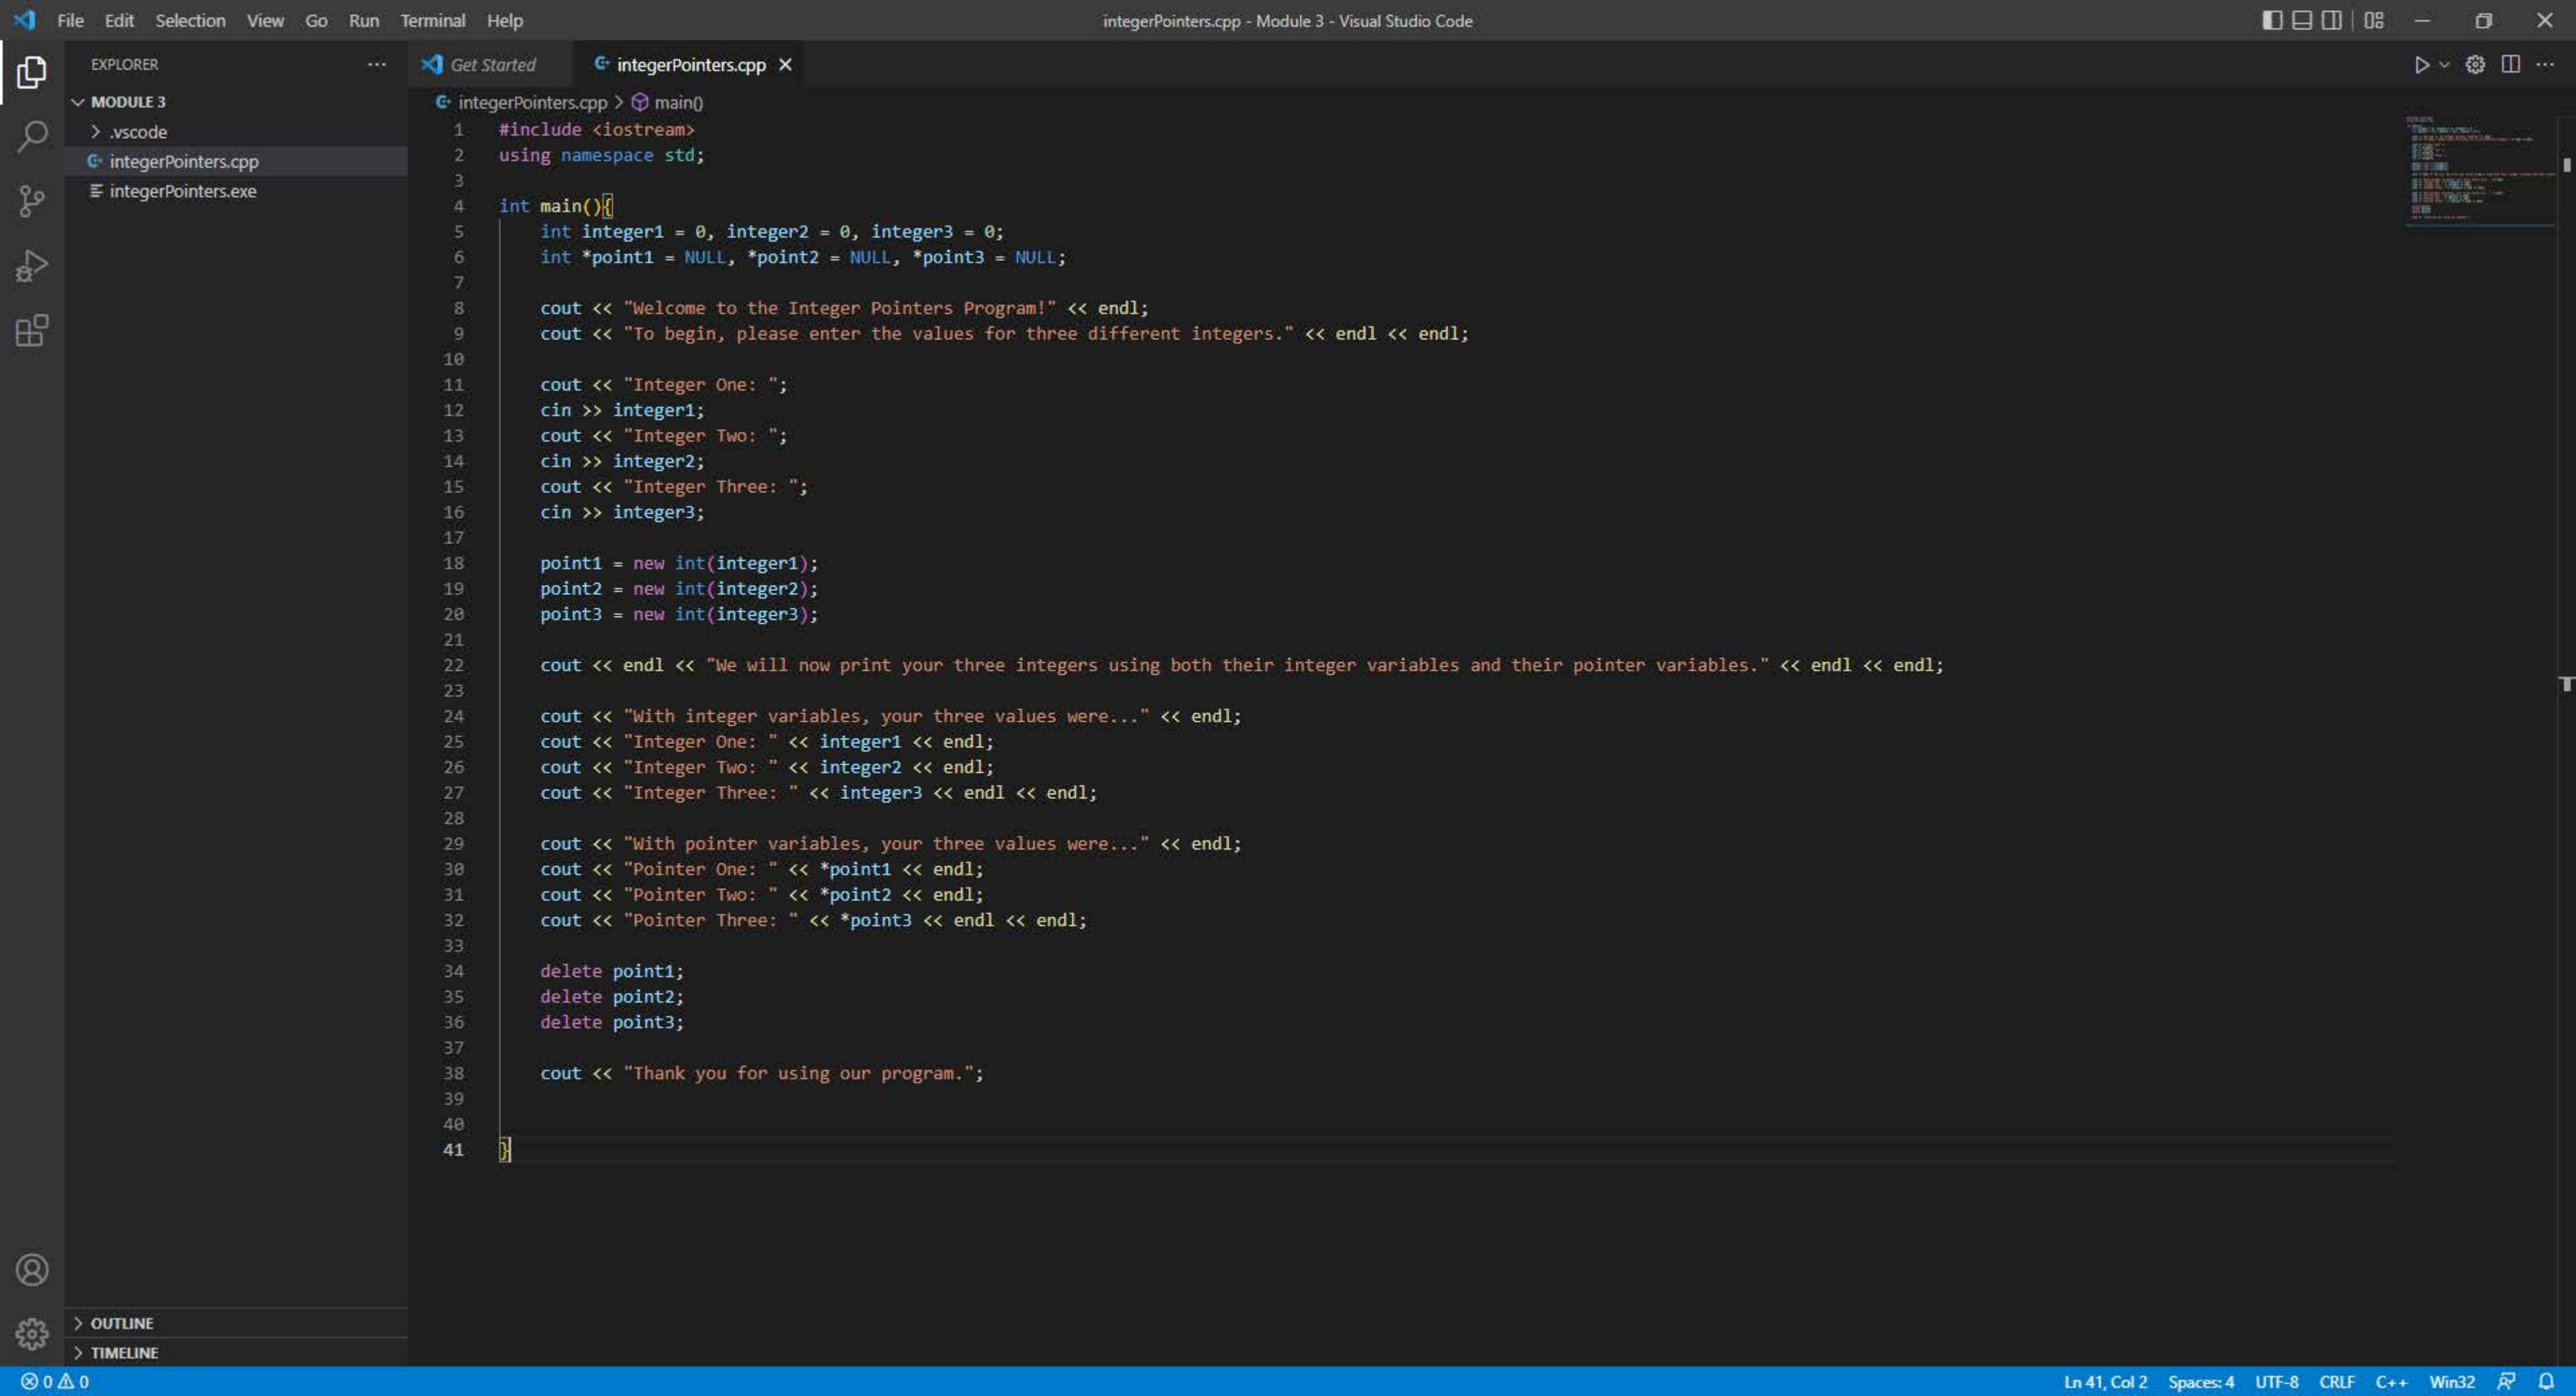 File Edit Selection View Go Run Terminal Help
integerPointers.cpp - Module 3 - Visual Studio Code
EXPLORER
MODULE 3
.vscode
integerPointers.cpp
integerPointers.exe
OUTLINE
TIMELINE
Get Started
integerPointers.cpp
integerPointers.cpp > main()
1 #include <iostream>
2 using namespace std;
3
4 int main(){
5     int integer1 = 0, integer2 = 0, integer3 = 0;
6     int *point1 = NULL, *point2 = NULL, *point3 = NULL;
7
8     cout << "Welcome to the Integer Pointers Program!" << endl;
9     cout << "To begin, please enter the values for three different integers." << endl << endl;
10
11     cout << "Integer One: ";
12     cin >> integer1;
13     cout << "Integer Two: ";
14     cin >> integer2;
15     cout << "Integer Three: ";
16     cin >> integer3;
17
18     point1 = new int(integer1);
19     point2 = new int(integer2);
20     point3 = new int(integer3);
21
22     cout << endl << "We will now print your three integers using both their integer variables and their pointer variables." << endl << endl;
23
24     cout << "With integer variables, your three values were..." << endl;
25     cout << "Integer One: " << integer1 << endl;
26     cout << "Integer Two: " << integer2 << endl;
27     cout << "Integer Three: " << integer3 << endl << endl;
28
29     cout << "With pointer variables, your three values were..." << endl;
30     cout << "Pointer One: " << *point1 << endl;
31     cout << "Pointer Two: " << *point2 << endl;
32     cout << "Pointer Three: " << *point3 << endl << endl;
33
34     delete point1;
35     delete point2;
36     delete point3;
37
38     cout << "Thank you for using our program.";
39
40
41 }
0 0
Ln 41, Col 2 Spaces: 4 UTF-8 CRLF C++ Win32